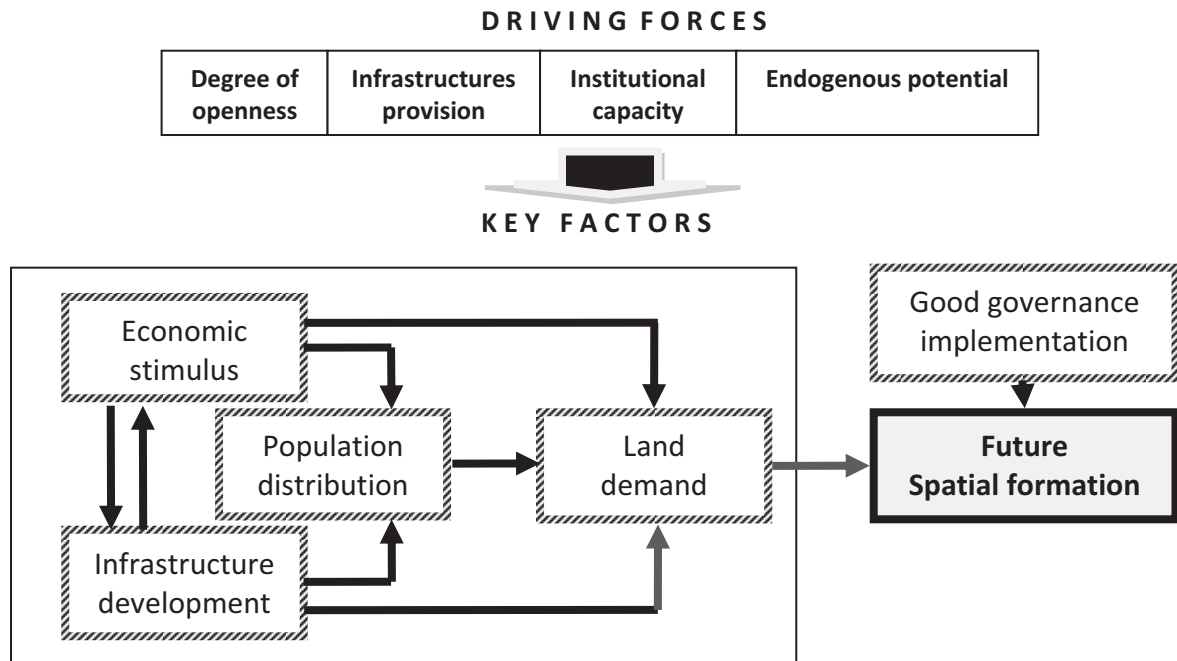 DRIVING FORCES
Degree of
openness
Infrastructures
provision
Institutional
capacity
Endogenous potential
KEY FACTORS
Economic
stimulus
Good governance
implementation
Population
distribution
Land
demand
Future
Spatial formation
Infrastructure
development